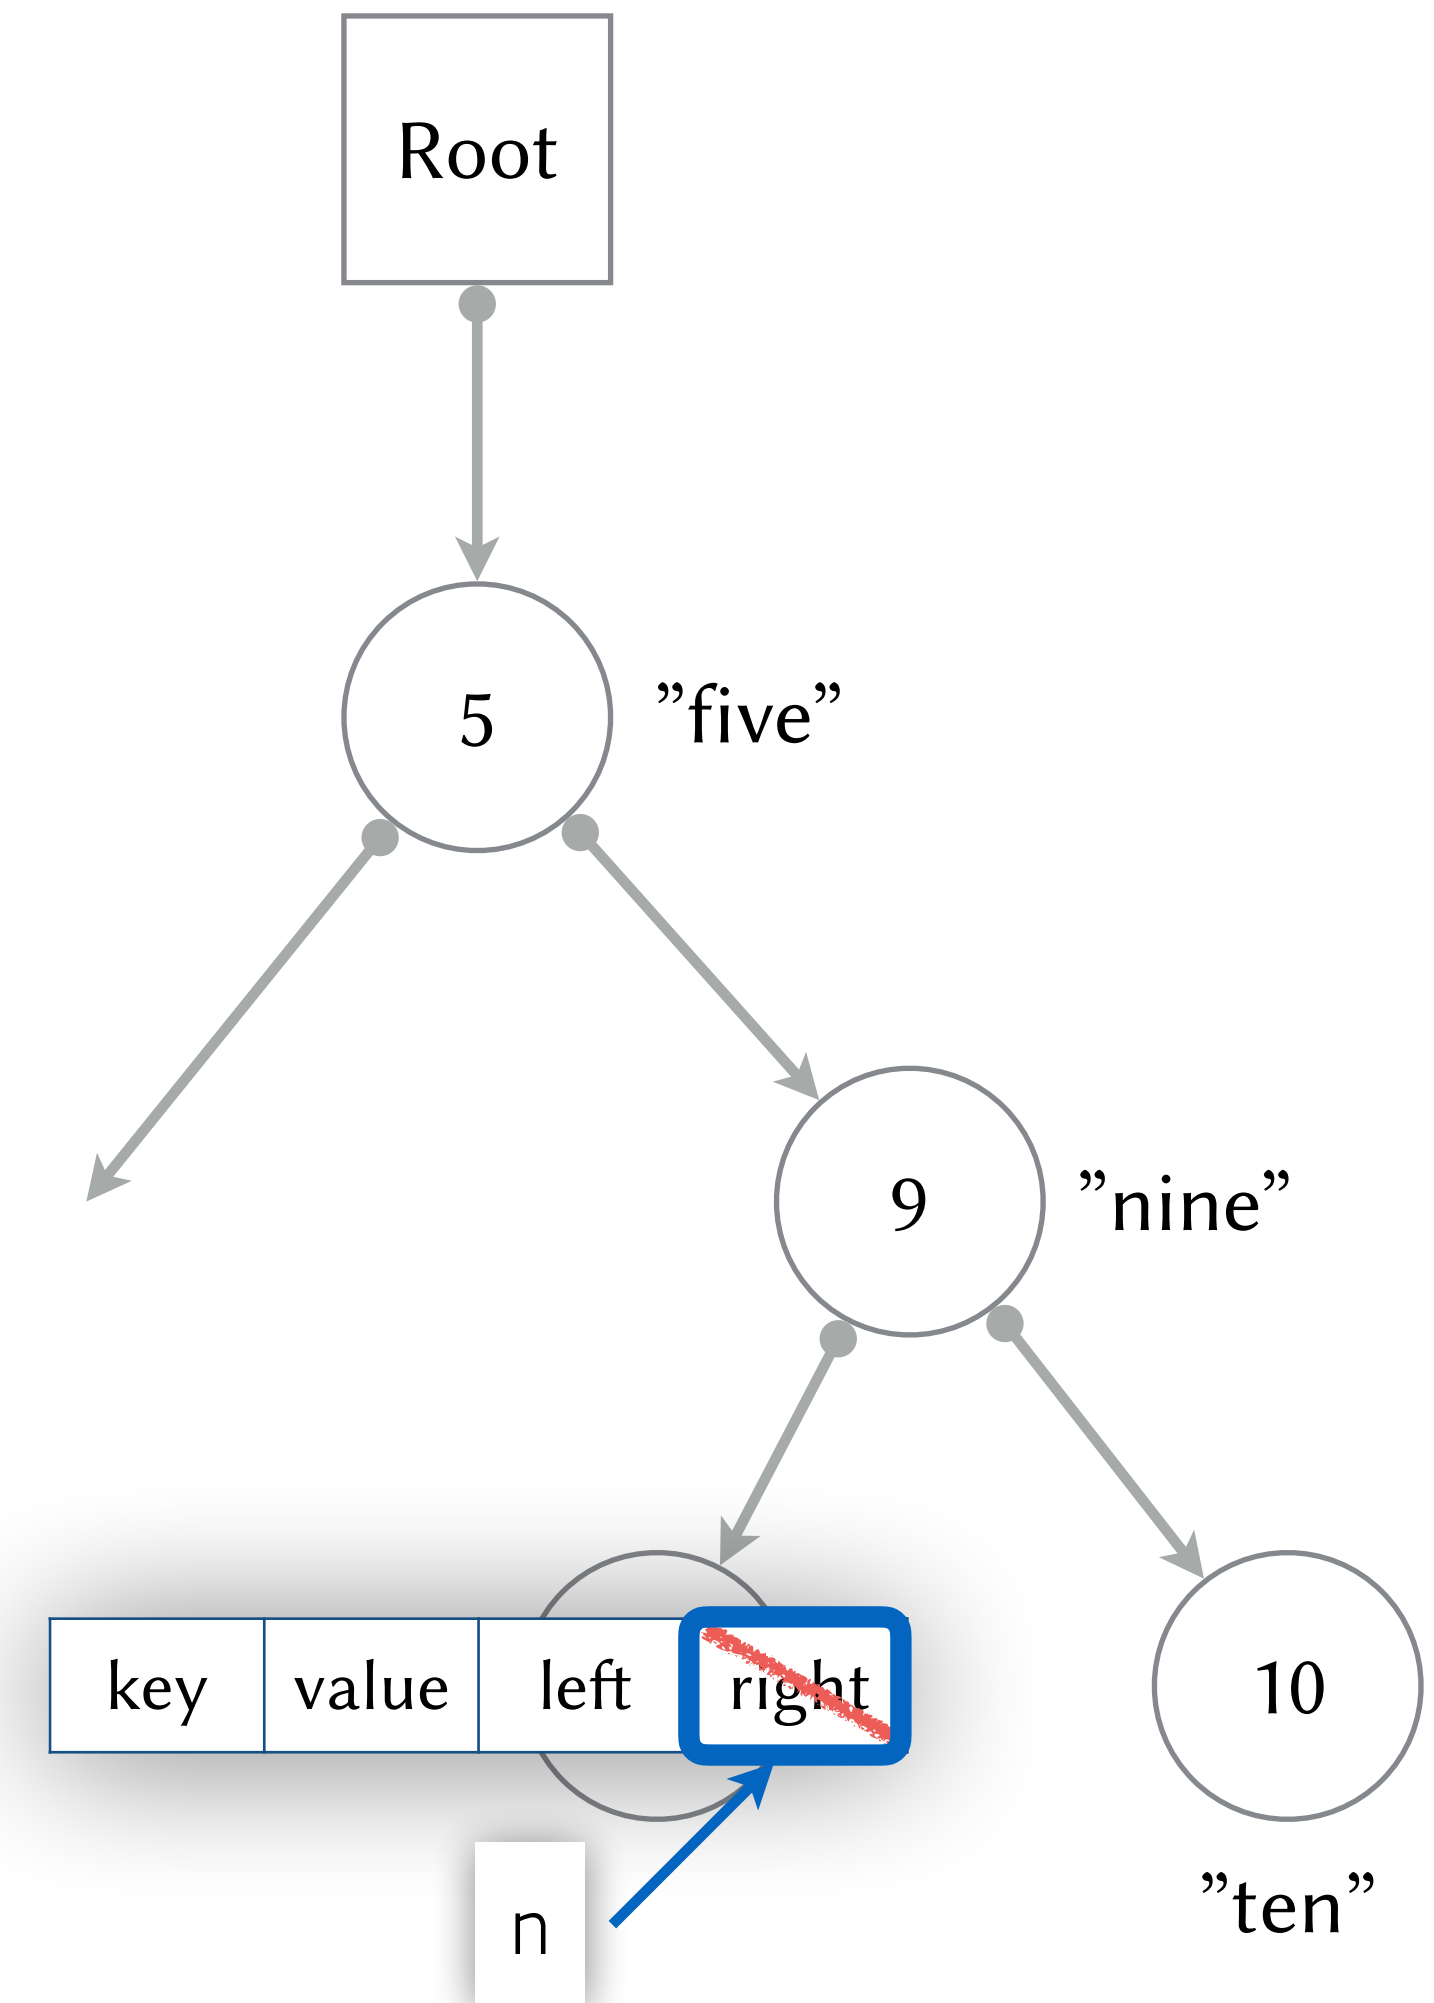 Root
5
”five”
9
”nine”
key value left right
10
”ten”
n